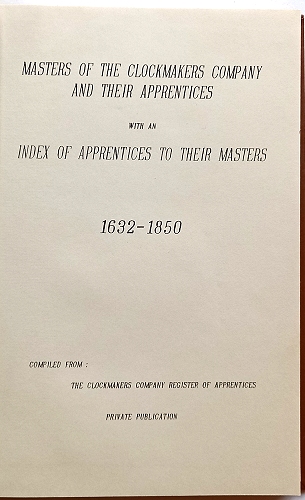 MASTERS OF THE CLOCKMAKERS COMPANY
AND THEIR APPRENTICES
WITH AN
INDEX OF APPRENTICES TO THEIR MASTERS
1632-1850
COMPILED FROM :
THE CLOCKMAKERS COMPANY REGISTER OF APPRENTICES
PRIVATE PUBLICATION